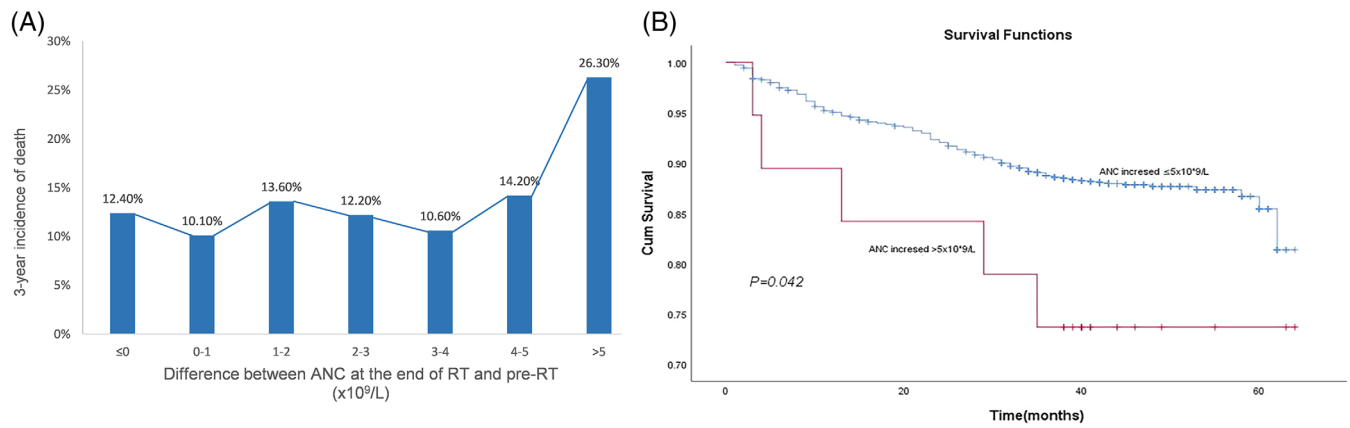 (A)
30%
25%
20%
15%
10%
5%
0%
3-year incidence of death
12.40%
10.10%
13.60%
12.20%
10.60%
14.20%
26.30%
≤0
0-1
1-2
2-3
3-4
4-5
>5
Difference between ANC at the end of RT and pre-RT
(x10⁹/L)
(B)
Survival Functions
1.00
0.95
0.90
0.85
0.80
0.75
0.70
Cum Survival
ANC incresed ≤5x10*9/L
ANC incresed >5x10*9/L
P=0.042
0
20
40
60
Time(months)